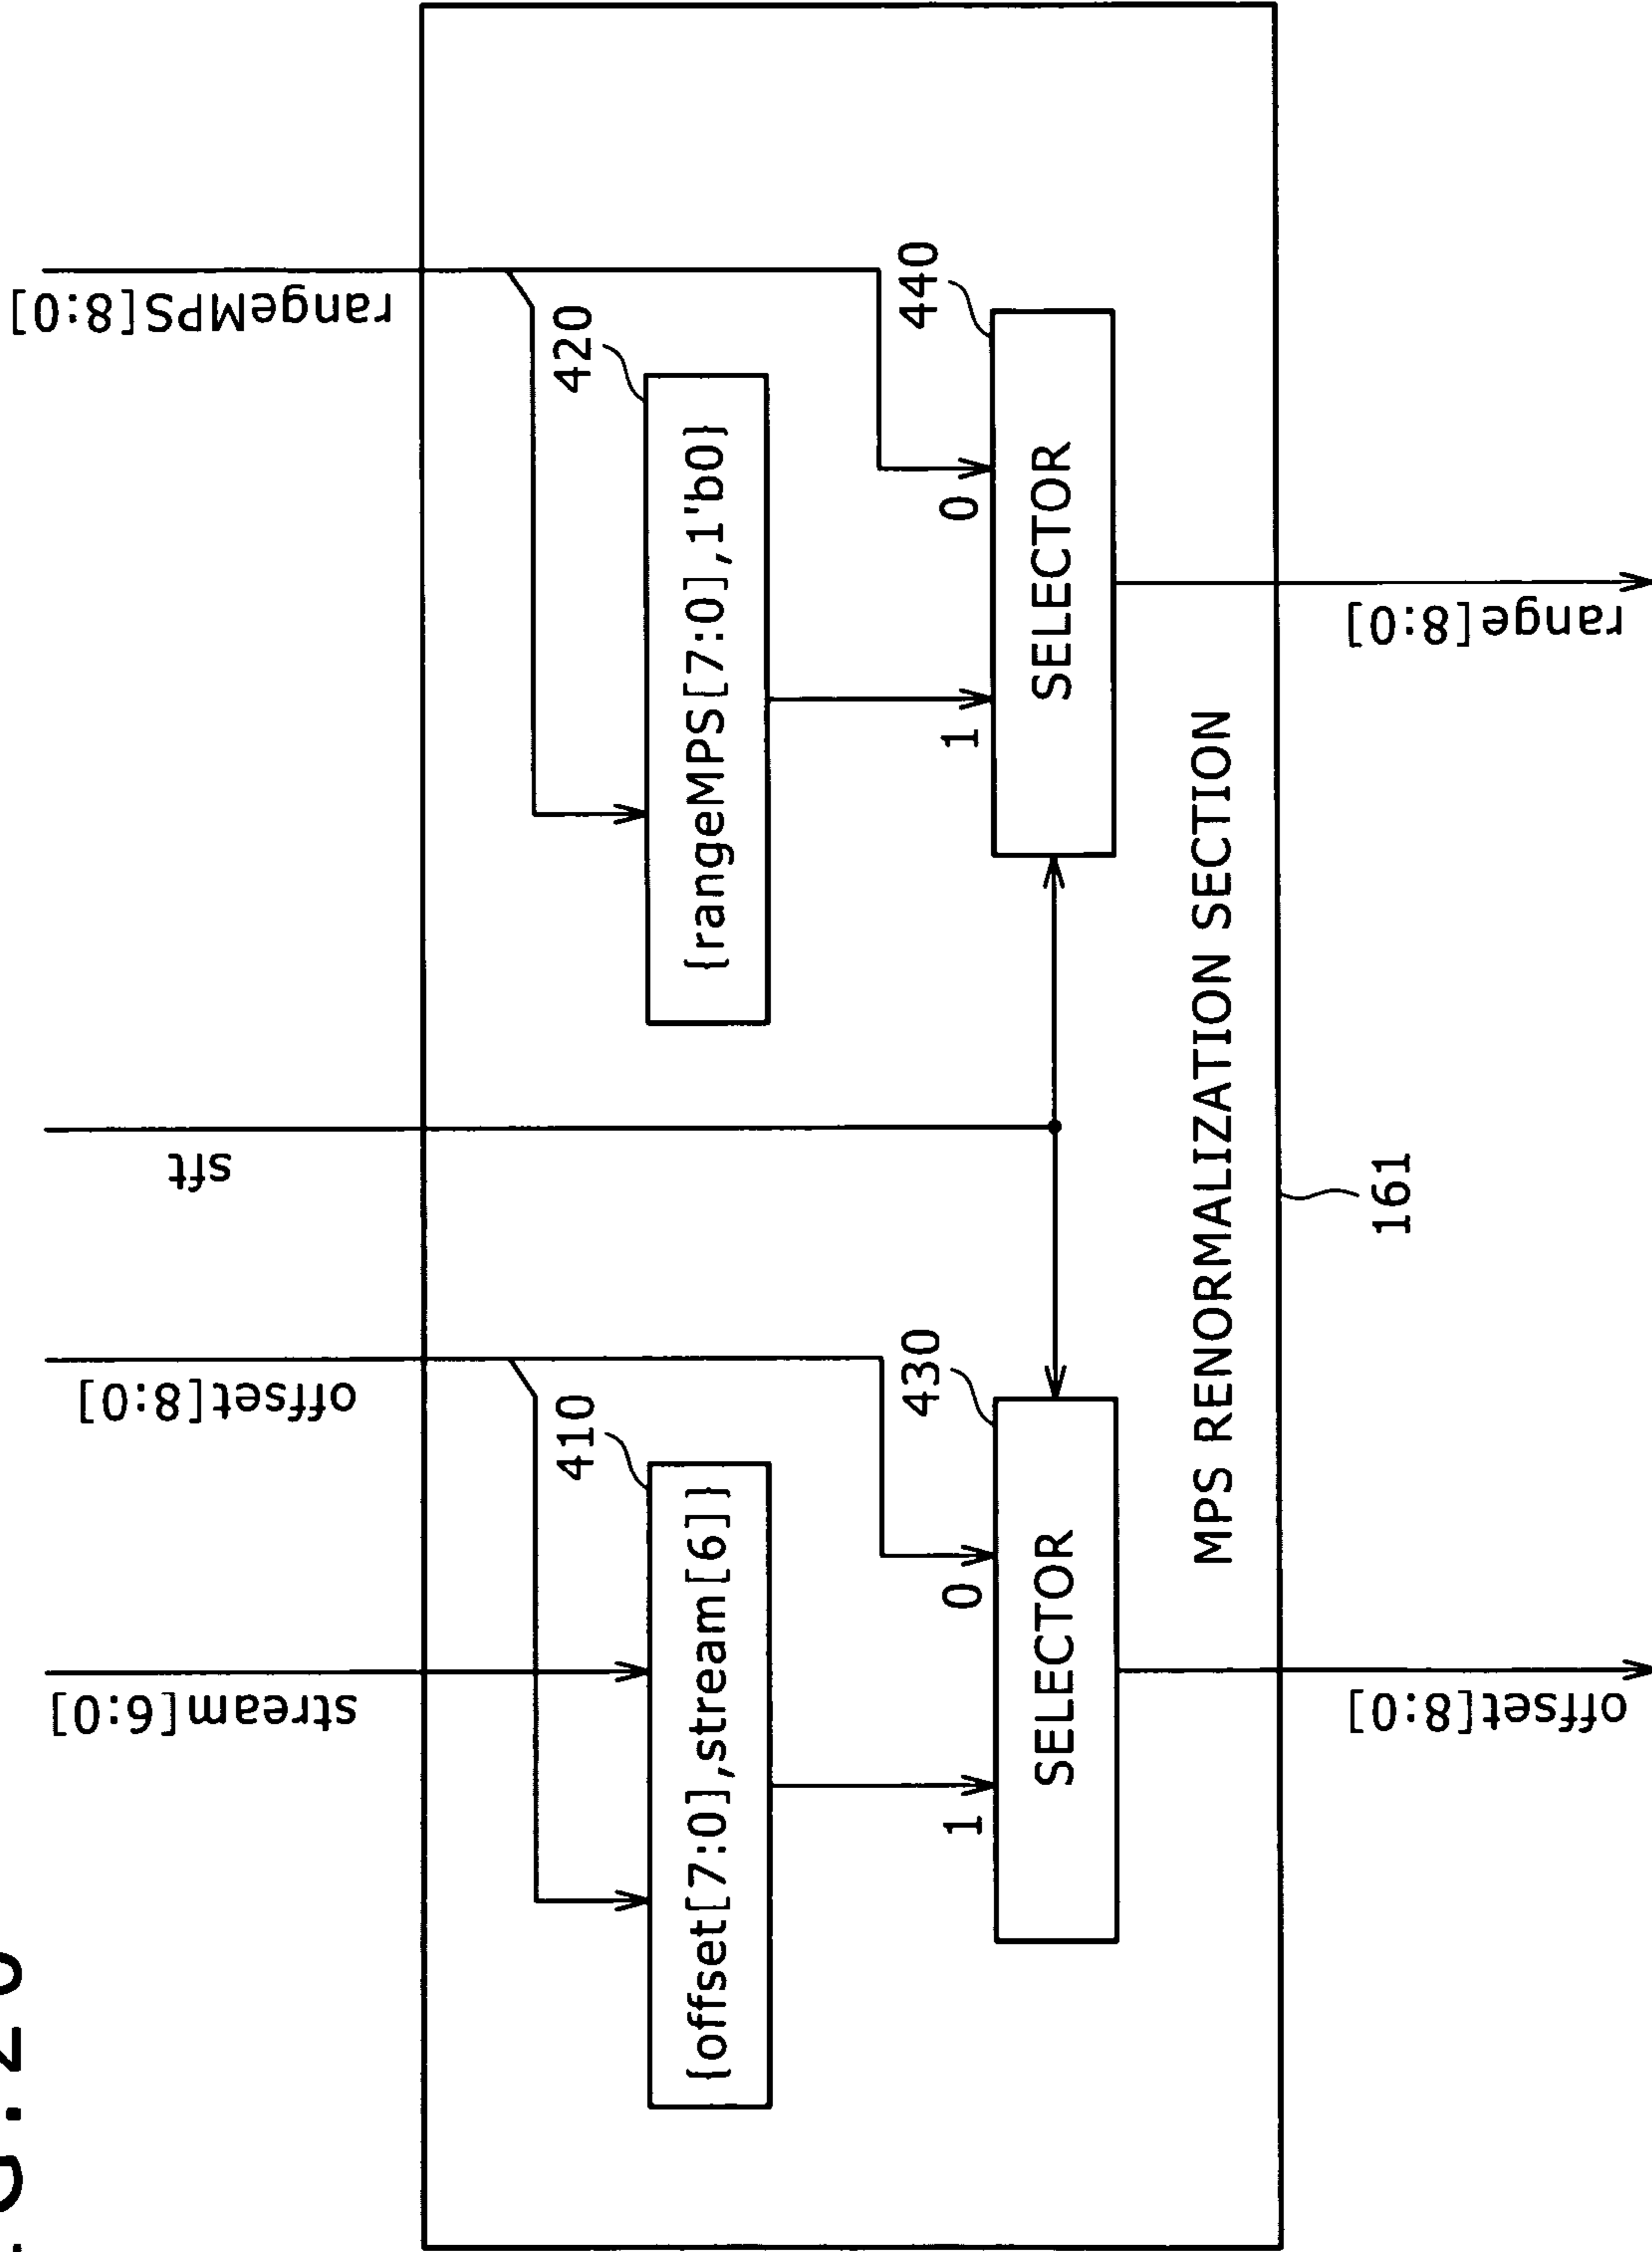 stream[6:0]
offset[8:0]
sft
rangeMPS[8:0]
410
{offset[7:0],stream[6]}
420
{rangeMPS[7:0],1'b0}
430
1
0
SELECTOR
440
1
0
SELECTOR
MPS RENORMALIZATION SECTION
161
offset[8:0]
range[8:0]